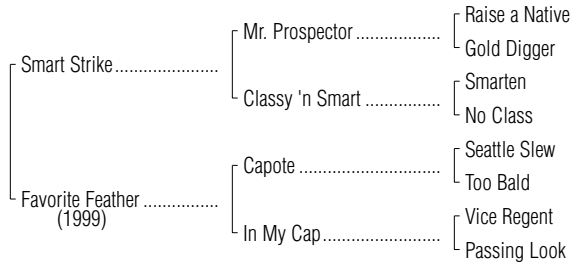 Raise a Native
Mr. Prospector ..................
Gold Digger
Smart Strike......................
Smarten
Classy 'n Smart ................
No Class
Seattle Slew
Capote ..............................
Too Bald
Favorite Feather ................
(1999)
Vice Regent
In My Cap.........................
Passing Look